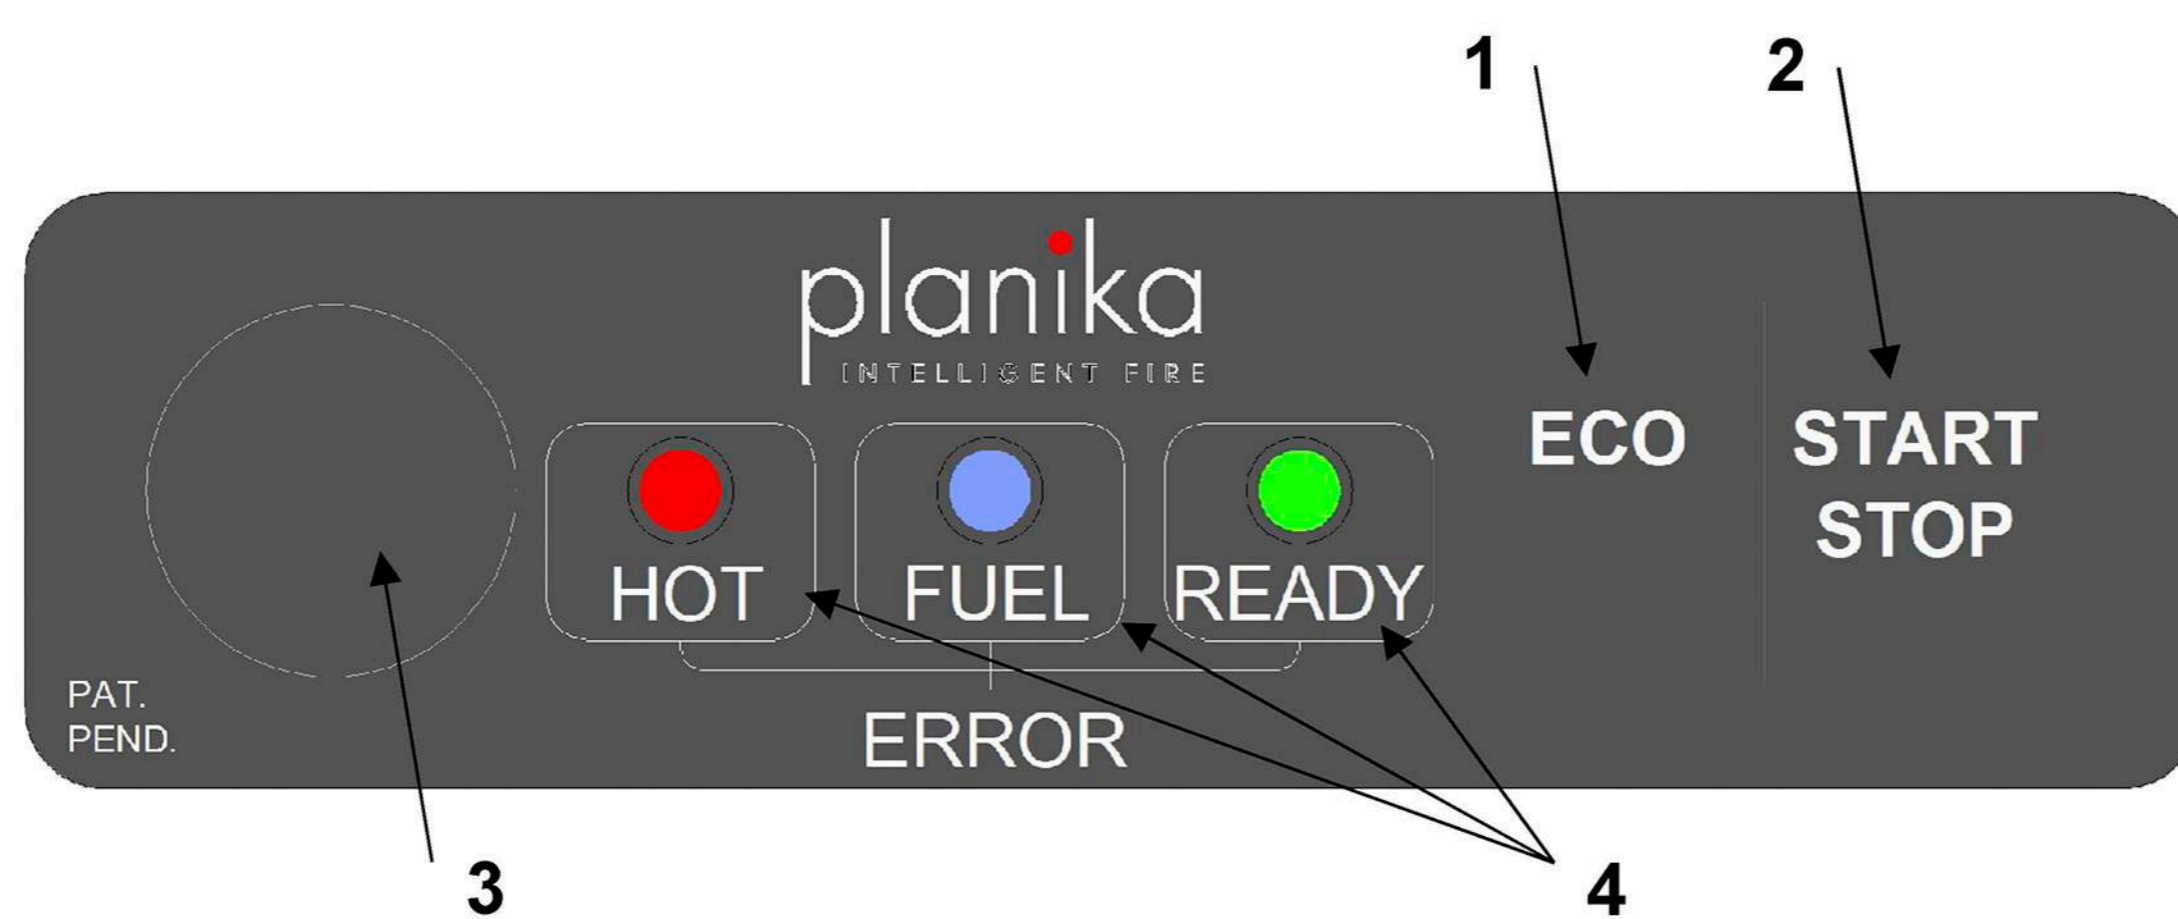 1 2
planika
INTELLIGENT FIRE
ECO
START
STOP
HOT FUEL READY
ERROR
PAT.
PEND.
3 4